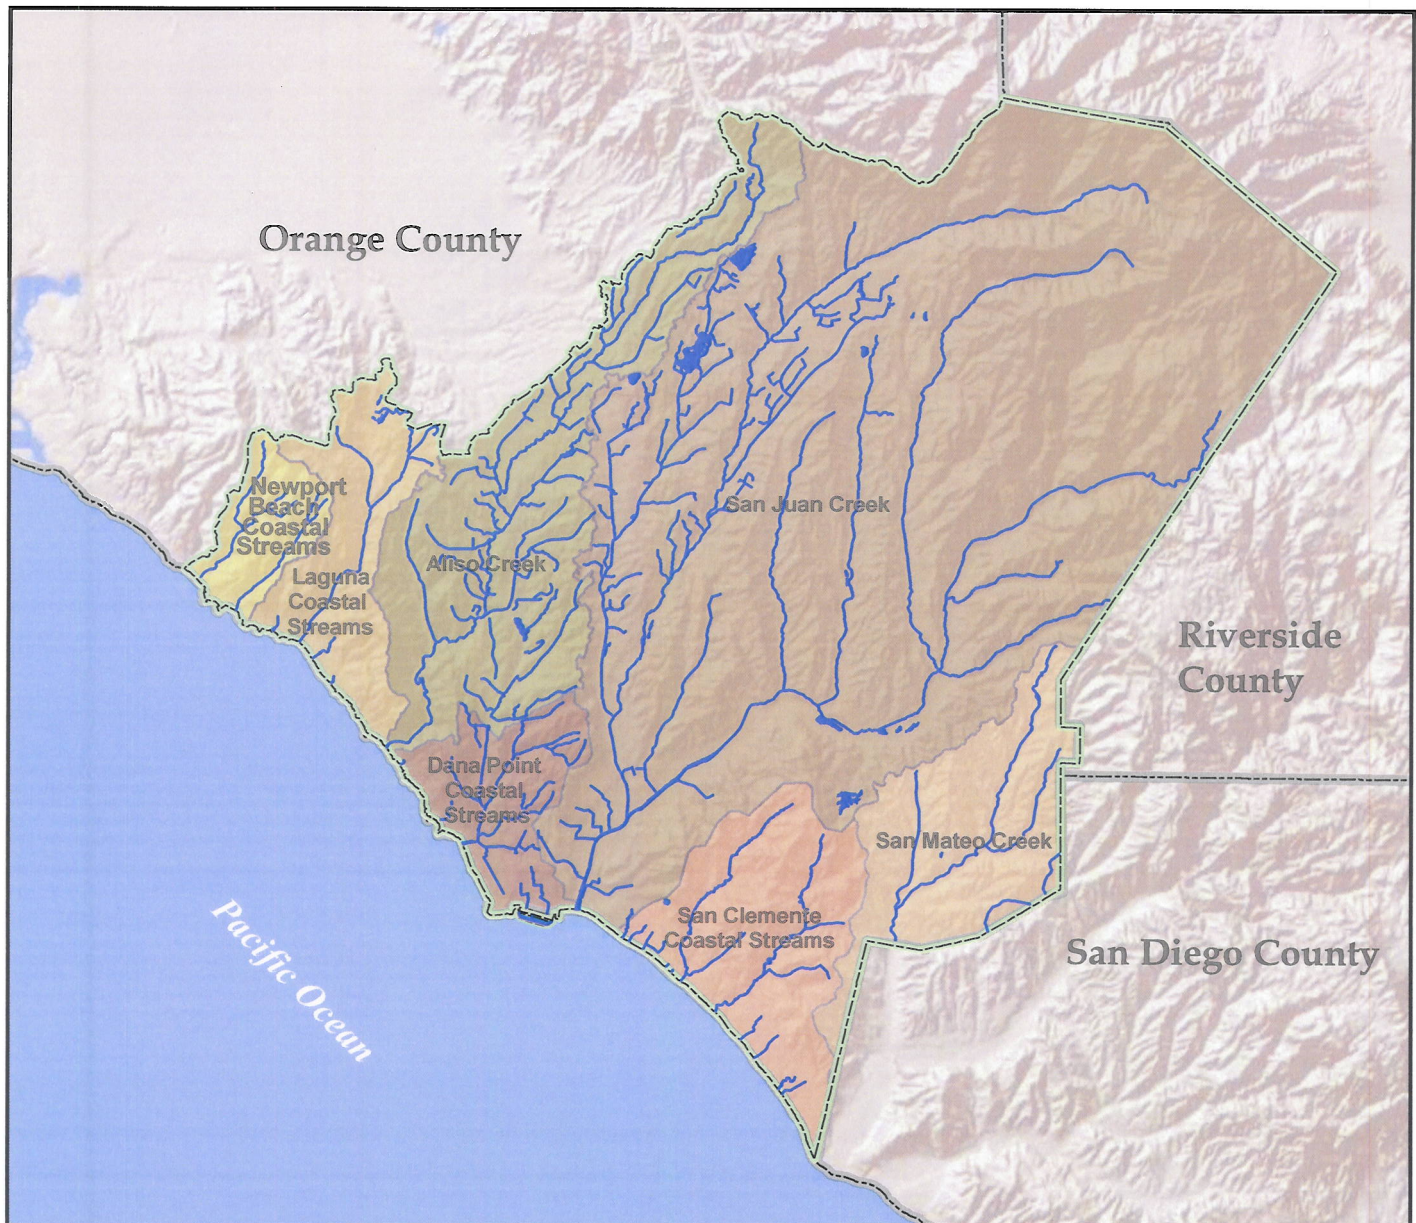 Orange County
Newport
Beach
Coastal
Streams
Laguna
Coastal
Streams
Aliso Creek
San Juan Creek
Riverside
County
Dana Point
Coastal
Streams
San Mateo Creek
San Clemente
Coastal Streams
San Diego County
Pacific Ocean